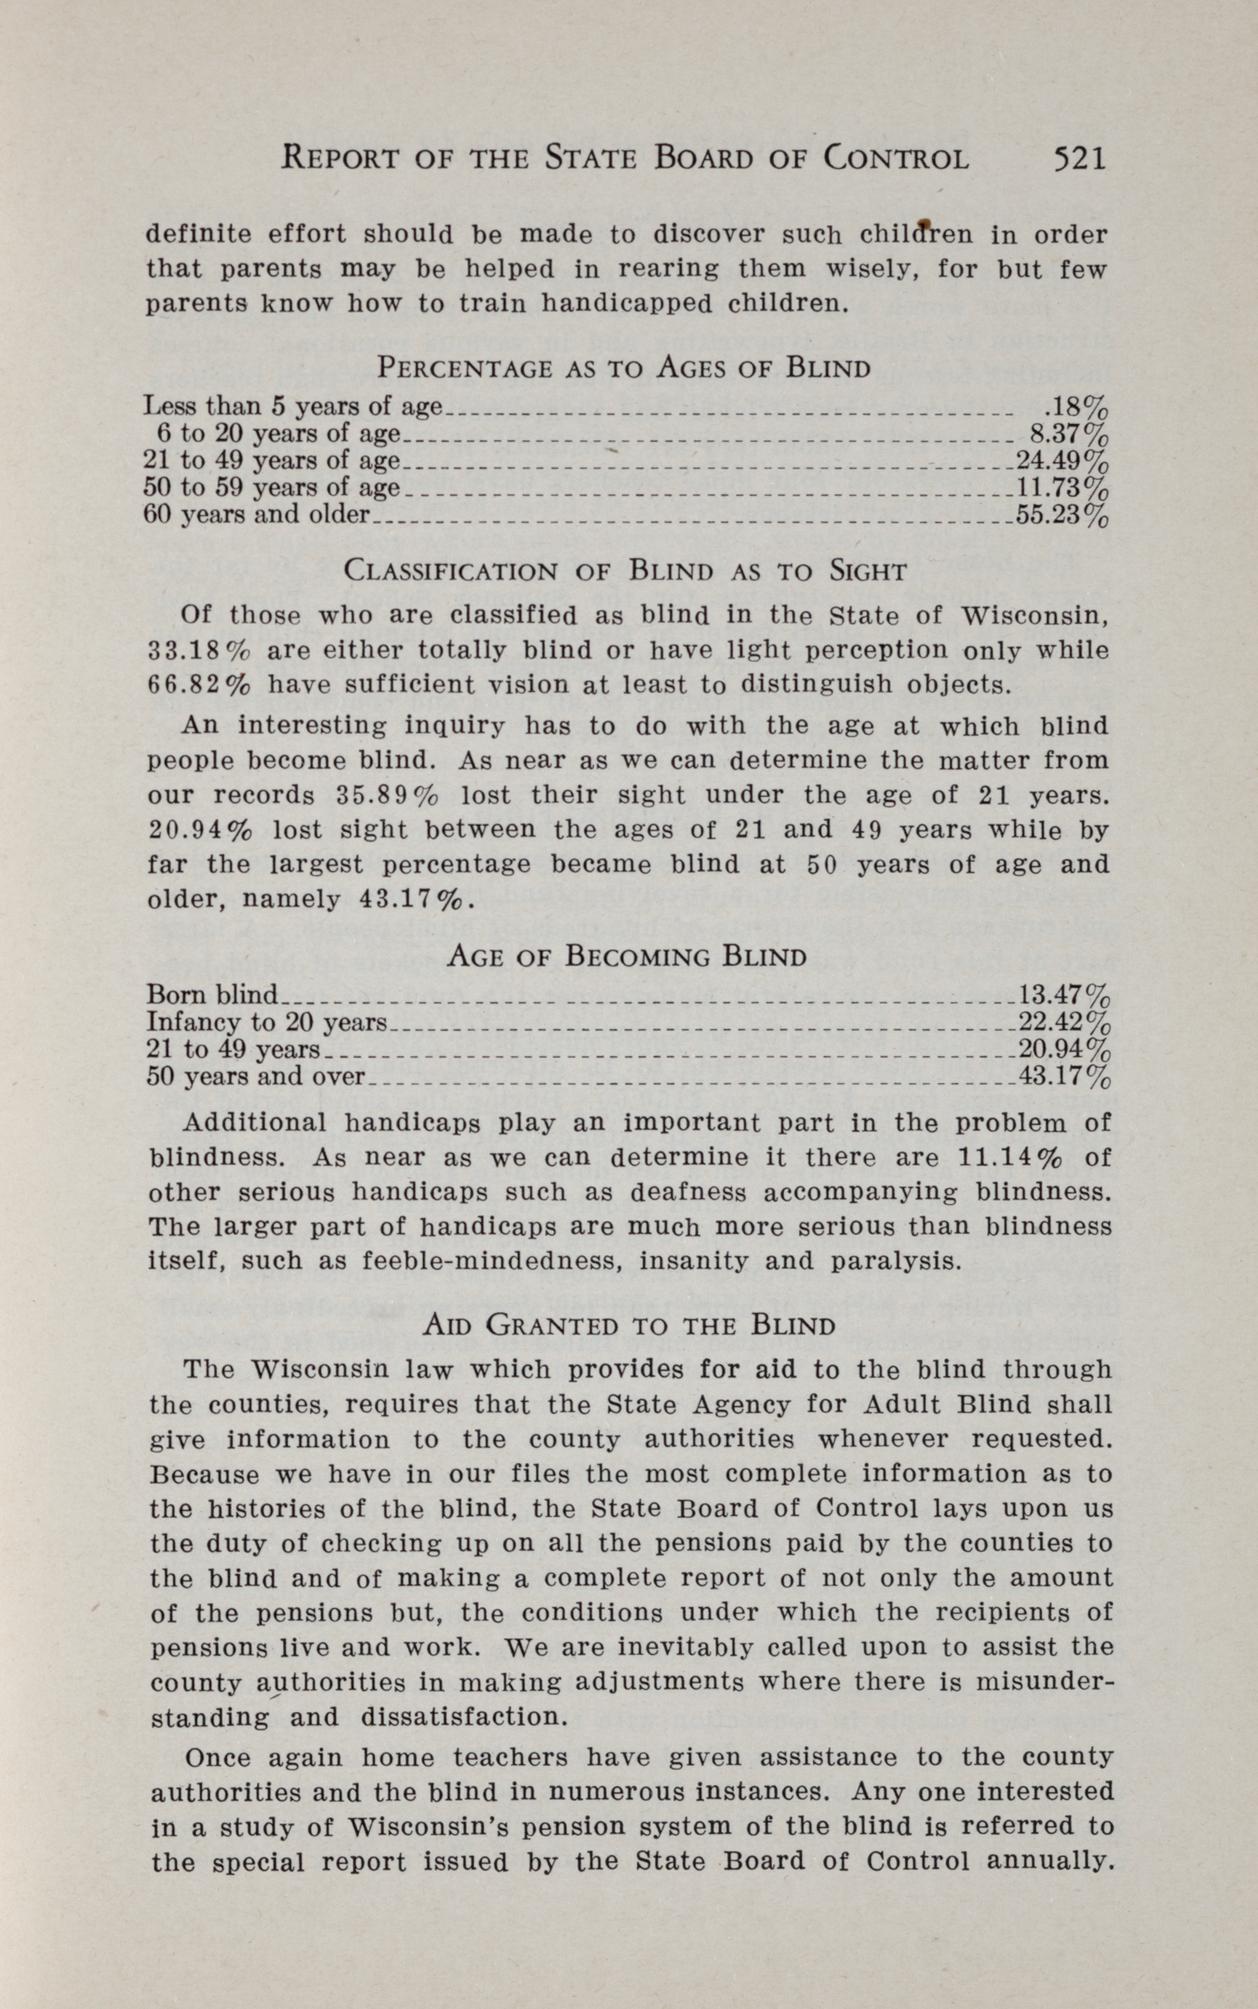 REPORT OF THE STATE BOARD OF CONTROL 521
definite effort should be made to discover such children in order
that parents may be helped in rearing them wisely, for but few
parents know how to train handicapped children.
PERCENTAGE AS TO AGES OF BLIND
Less than 5 years of age .18%
6 to 20 years of age 8.37%
21 to 49 years of age 24.49%
50 to 59 years of age 11.73%
60 years and older 55.23%
CLASSIFICATION OF BLIND AS TO SIGHT
Of those who are classified as blind in the State of Wisconsin,
33.18% are either totally blind or have light perception only while
66.82% have sufficient vision at least to distinguish objects.
An interesting inquiry has to do with the age at which blind
people become blind. As near as we can determine the matter from
our records 35.89% lost their sight under the age of 21 years.
20.94% lost sight between the ages of 21 and 49 years while by
far the largest percentage became blind at 50 years of age and
older, namely 43.17%.
AGE OF BECOMING BLIND
Born blind 13.47%
Infancy to 20 years 22.42%
21 to 49 years 20.94%
50 years and over 43.17%
Additional handicaps play an important part in the problem of
blindness. As near as we can determine it there are 11.14% of
other serious handicaps such as deafness accompanying blindness.
The larger part of handicaps are much more serious than blindness
itself, such as feeble-mindedness, insanity and paralysis.
AID GRANTED TO THE BLIND
The Wisconsin law which provides for aid to the blind through
the counties, requires that the State Agency for Adult Blind shall
give information to the county authorities whenever requested.
Because we have in our files the most complete information as to
the histories of the blind, the State Board of Control lays upon us
the duty of checking up on all the pensions paid by the counties to
the blind and of making a complete report of not only the amount
of the pensions but, the conditions under which the recipients of
pensions live and work. We are inevitably called upon to assist the
county authorities in making adjustments where there is misunder-
standing and dissatisfaction.
Once again home teachers have given assistance to the county
authorities and the blind in numerous instances. Any one interested
in a study of Wisconsin's pension system of the blind is referred to
the special report issued by the State Board of Control annually.